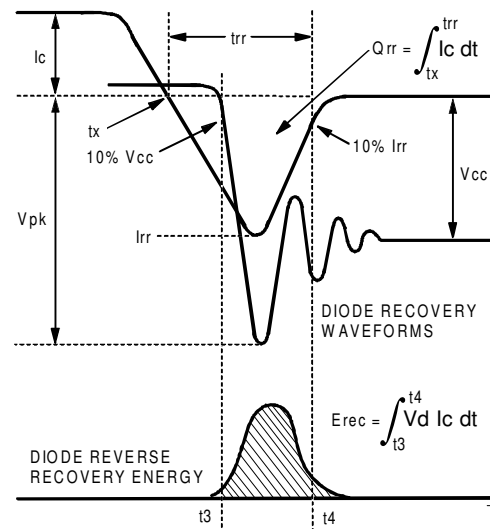 trr
Ic
Qrr = ∫ trr tx Ic dt
tx
10% Vcc
10% Irr
Vcc
Vpk
Irr
DIODE RECOVERY
WAVEFORMS
Erec = ∫ t4 t3 Vd Ic dt
DIODE REVERSE
RECOVERY ENERGY
t3
t4